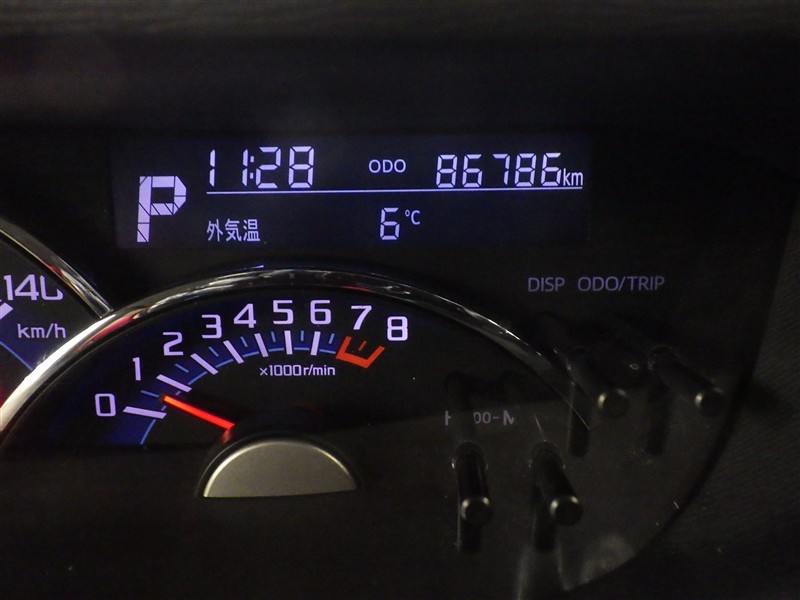 P 11:28 ODO 86786km
外気温 6℃
DISP ODO/TRIP
140
km/h
0 1 2 3 4 5 6 7 8
×1000r/min